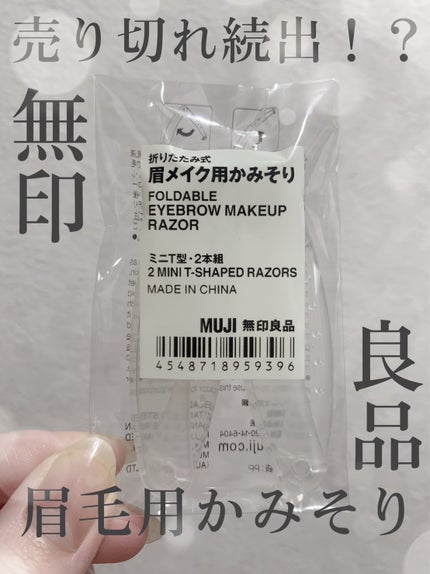 売り切れ続出！？
無印
良品
折りたたみ式
眉メイク用かみそり
FOLDABLE
EYEBROW MAKEUP
RAZOR
ミニT型・2本組
2 MINI T-SHAPED RAZORS
MADE IN CHINA
MUJI 無印良品
4548718959396
眉毛用かみそり